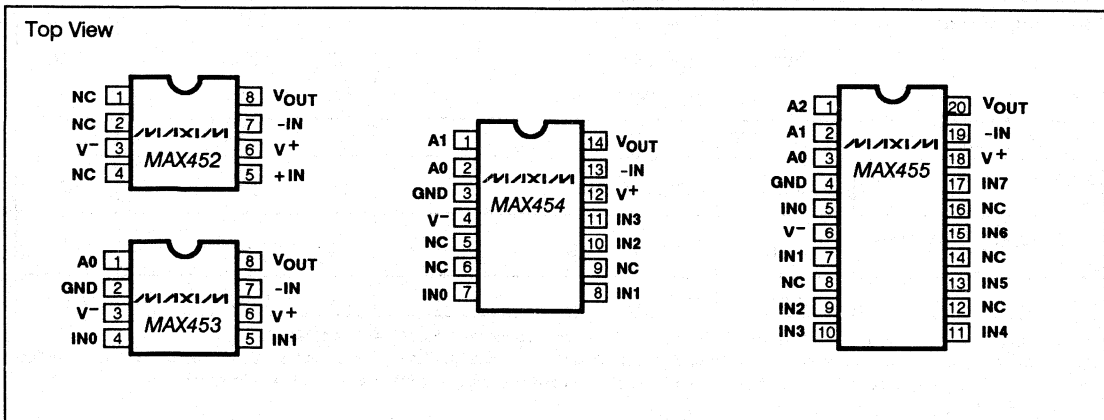 Top View
NC 1 8 VOUT
NC 2 7 -IN
V- 3 6 V+
NC 4 5 +IN
MAXIM
MAX452
A0 1 8 VOUT
GND 2 7 -IN
V- 3 6 V+
IN0 4 5 IN1
MAXIM
MAX453
A1 1 14 VOUT
A0 2 13 -IN
GND 3 12 V+
V- 4 11 IN3
NC 5 10 IN2
NC 6 9 NC
IN0 7 8 IN1
MAXIM
MAX454
A2 1 20 VOUT
A1 2 19 -IN
A0 3 18 V+
GND 4 17 IN7
IN0 5 16 NC
V- 6 15 IN6
IN1 7 14 NC
NC 8 13 IN5
IN2 9 12 NC
IN3 10 11 IN4
MAXIM
MAX455